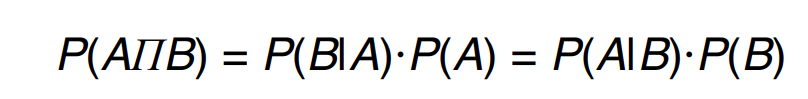 P(AΠB) = P(B|A)·P(A) = P(A|B)·P(B)